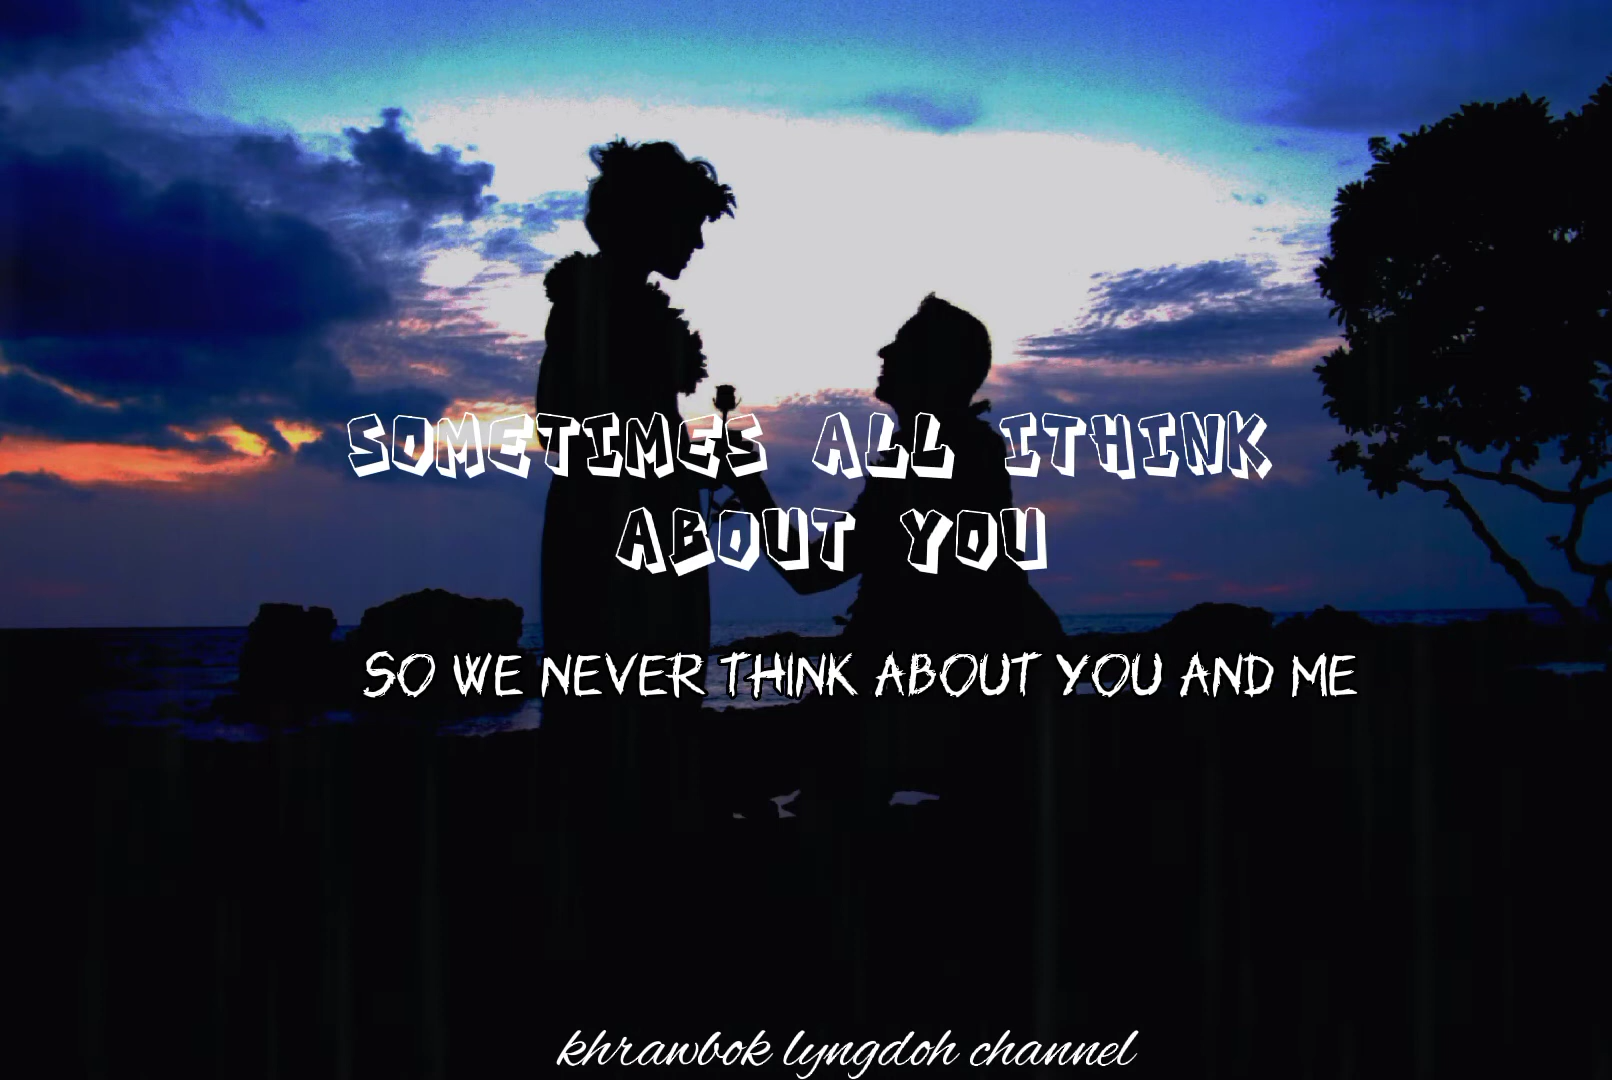 SOMETIMES ALL ITHINK
ABOUT YOU
SO WE NEVER THINK ABOUT YOU AND ME
khrawbok lyngdoh channel